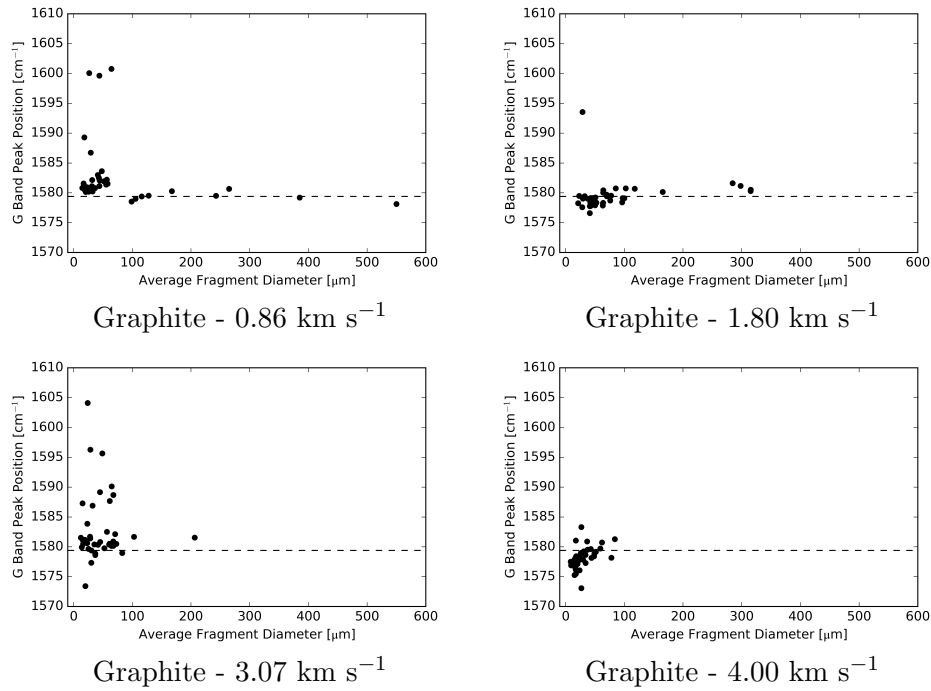 1610
1605
1600
1595
1590
1585
1580
1575
1570
G Band Peak Position [cm⁻¹]
0 100 200 300 400 500 600
Average Fragment Diameter [μm]
Graphite - 0.86 km s⁻¹
1610
1605
1600
1595
1590
1585
1580
1575
1570
G Band Peak Position [cm⁻¹]
0 100 200 300 400 500 600
Average Fragment Diameter [μm]
Graphite - 1.80 km s⁻¹
1610
1605
1600
1595
1590
1585
1580
1575
1570
G Band Peak Position [cm⁻¹]
0 100 200 300 400 500 600
Average Fragment Diameter [μm]
Graphite - 3.07 km s⁻¹
1610
1605
1600
1595
1590
1585
1580
1575
1570
G Band Peak Position [cm⁻¹]
0 100 200 300 400 500 600
Average Fragment Diameter [μm]
Graphite - 4.00 km s⁻¹